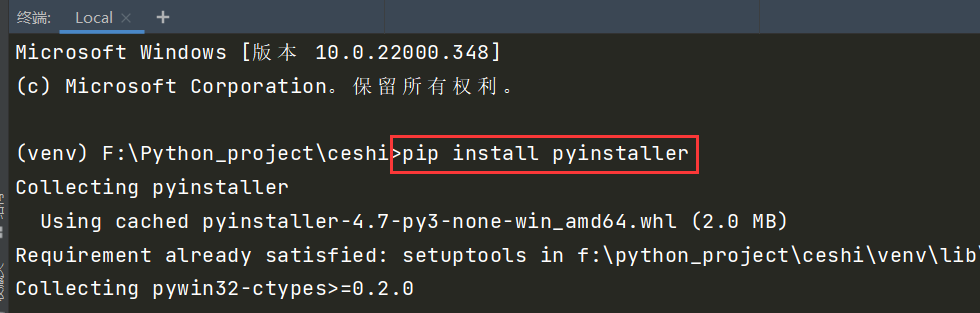 终端: Local × +
Microsoft Windows [版本 10.0.22000.348]
(c) Microsoft Corporation。保留所有权利。
(venv) F:\Python_project\ceshi>pip install pyinstaller
Collecting pyinstaller
Using cached pyinstaller-4.7-py3-none-win_amd64.whl (2.0 MB)
Requirement already satisfied: setuptools in f:\python_project\ceshi\venv\lib\
Collecting pywin32-ctypes>=0.2.0